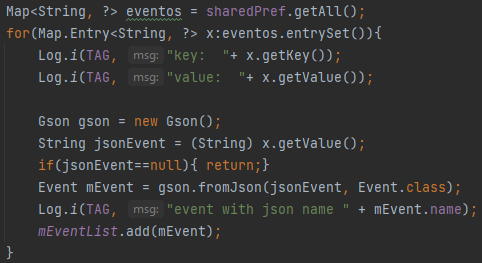 Map<String, ?> eventos = sharedPref.getAll();
for(Map.Entry<String, ?> x:eventos.entrySet()){
Log.i(TAG, msg: "key:  "+ x.getKey());
Log.i(TAG, msg: "value:  "+ x.getValue());
Gson gson = new Gson();
String jsonEvent = (String) x.getValue();
if(jsonEvent==null){ return;}
Event mEvent = gson.fromJson(jsonEvent, Event.class);
Log.i(TAG, msg: "event with json name " + mEvent.name);
mEventList.add(mEvent);
}